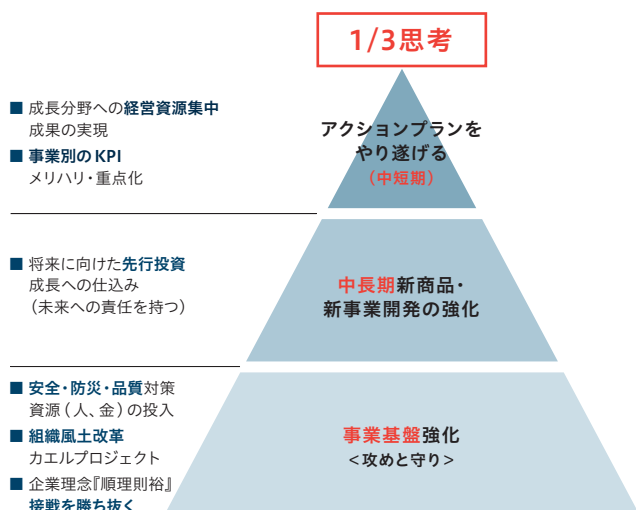 1/3思考
■ 成長分野への経営資源集中
成果の実現
■ 事業別のKPI
メリハリ・重点化
アクションプランを
やり遂げる
（中短期）
■ 将来に向けた先行投資
成長への仕込み
（未来への責任を持つ）
中長期新商品・
新事業開発の強化
■ 安全・防災・品質対策
資源（人、金）の投入
■ 組織風土改革
カエルプロジェクト
■ 企業理念『順理則裕』
接戦を勝ち抜く
事業基盤強化
＜攻めと守り＞